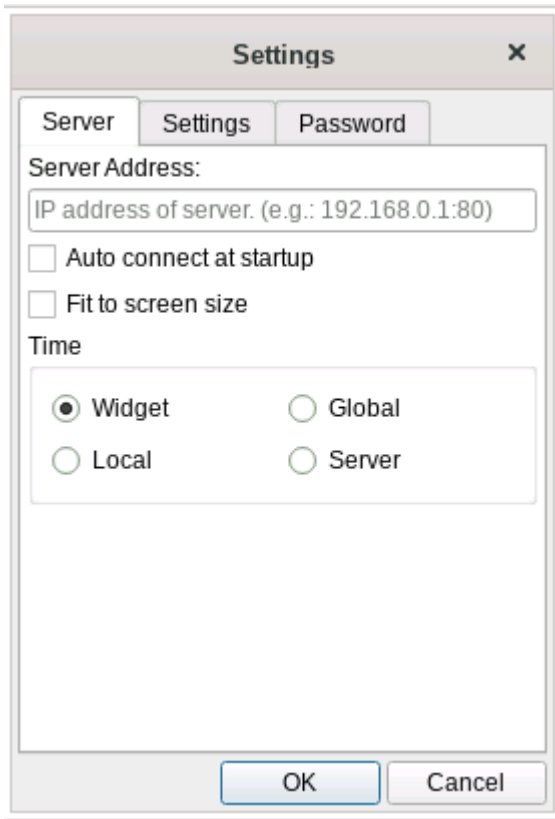 Settings
Server Settings Password
Server Address:
IP address of server. (e.g.: 192.168.0.1:80)
Auto connect at startup
Fit to screen size
Time
Widget Global
Local Server
OK Cancel